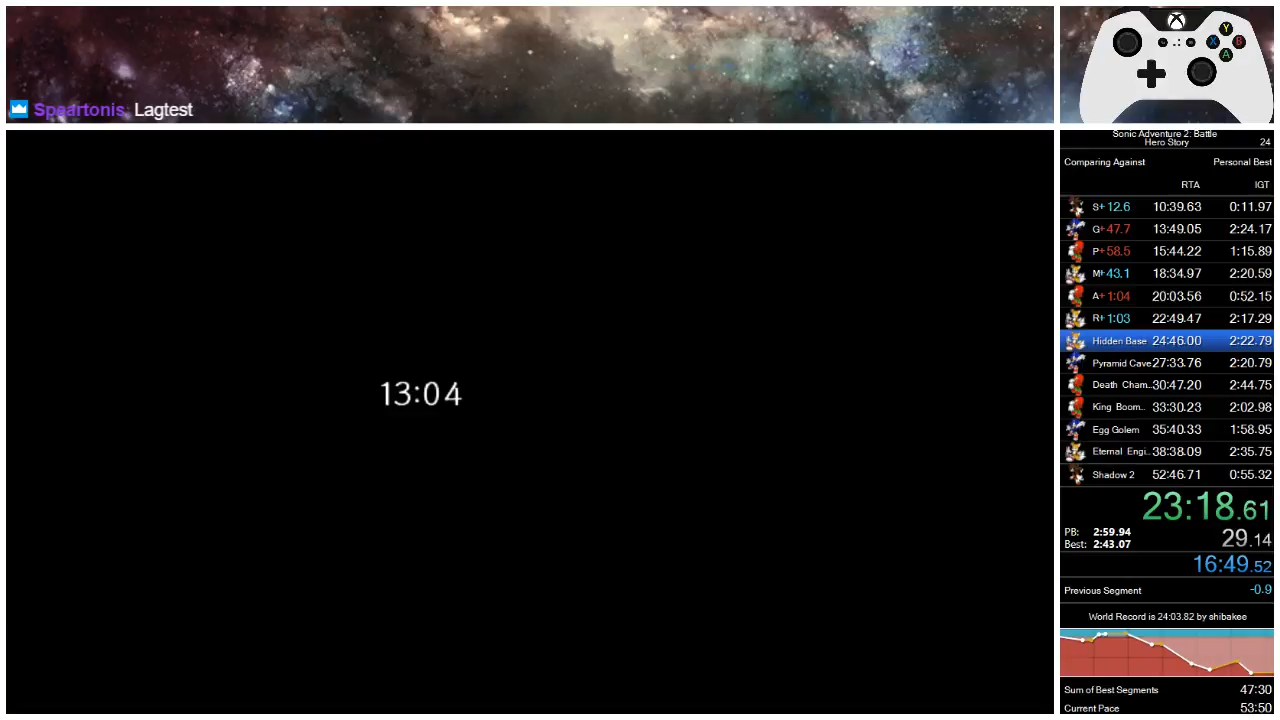 Speartonis: Lagtest
Y
X B
A
13:04
Sonic Adventure 2: Battle
Hero Story 24
Comparing Against Personal Best
RTA IGT
S+ 12.6 10:39.63 0:11.97
G+47.7 13:49.05 2:24.17
P+58.5 15:44.22 1:15.89
M+43.1 18:34.97 2:20.59
A+ 1:04 20:03.56 0:52.15
R+ 1:03 22:49.47 2:17.29
Hidden Base 24:46.00 2:22.79
Pyramid Cave 27:33.76 2:20.79
Death Cham.. 30:47.20 2:44.75
King Boom.. 33:30.23 2:02.98
Egg Golem 35:40.33 1:58.95
Eternal Engi.. 38:38.09 2:35.75
Shadow 2 52:46.71 0:55.32
23:18.61
PB: 2:59.94
Best: 2:43.07
29.14
16:49.52
Previous Segment -0.9
World Record is 24:03.82 by shibakee
Sum of Best Segments 47:30
Current Pace 53:50